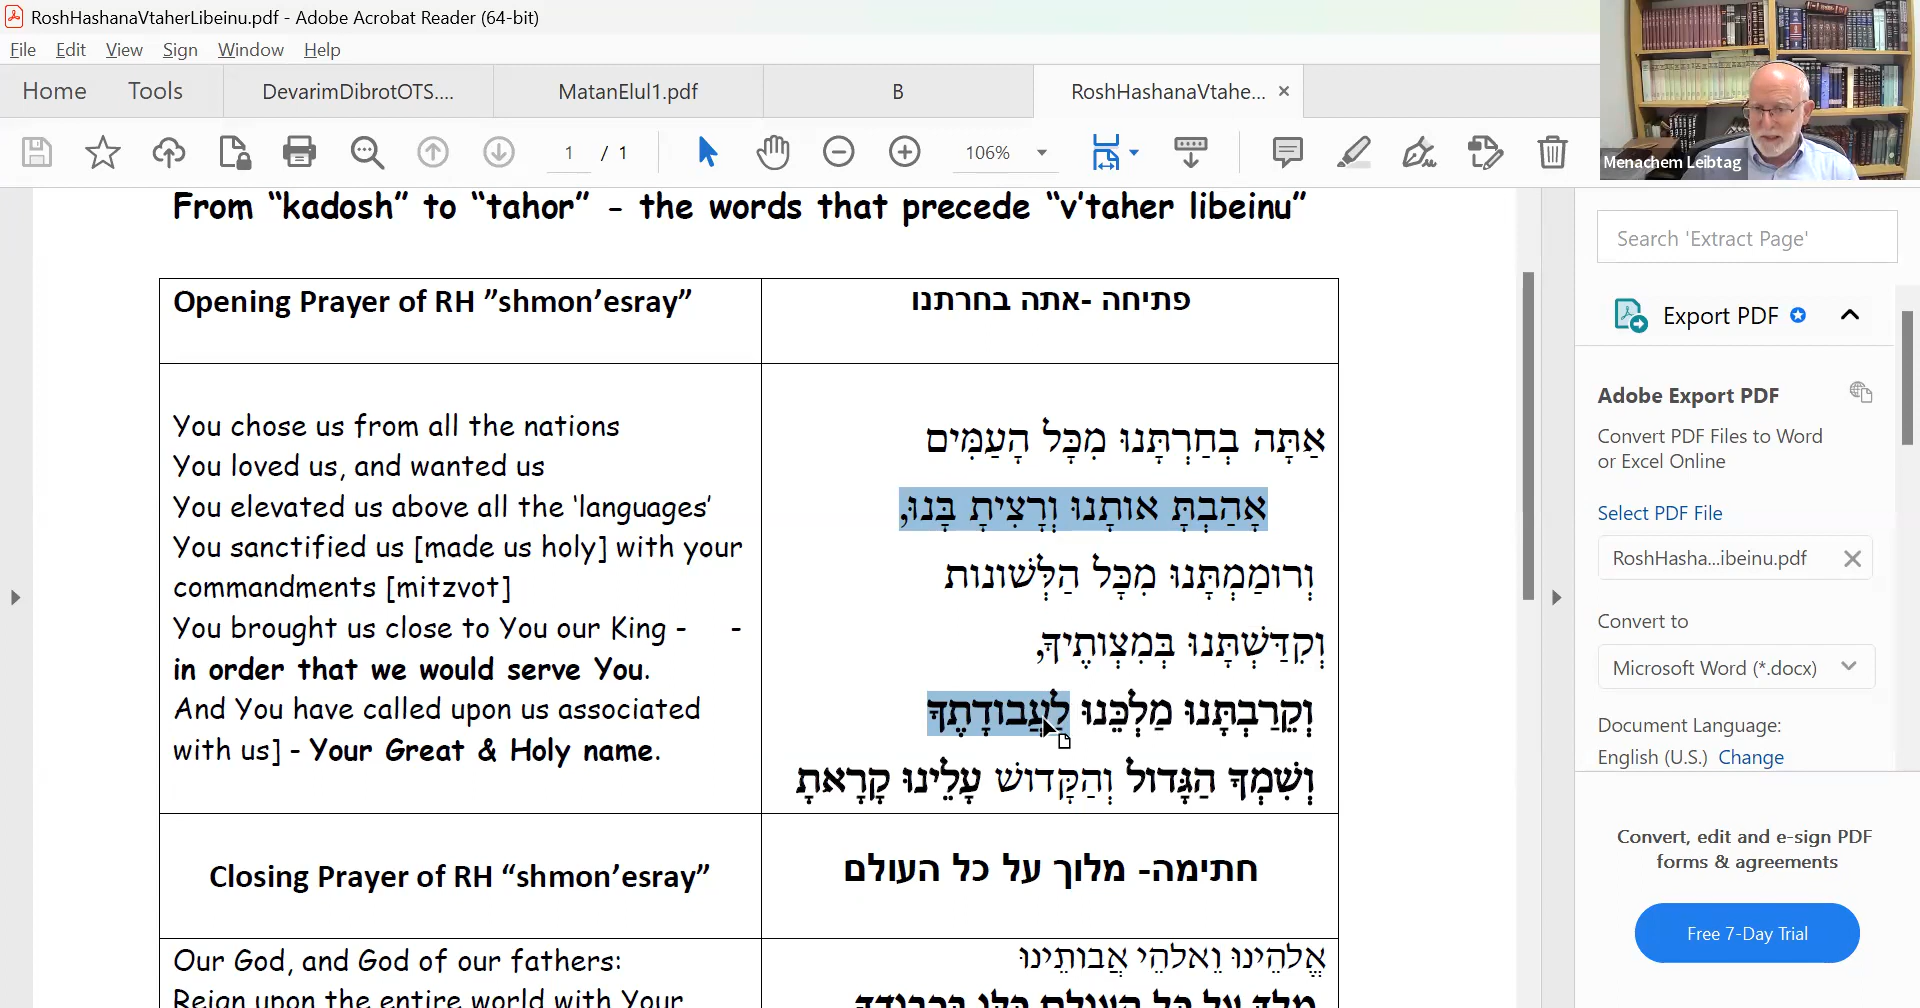 RoshHashanaVtaherLibeinu.pdf - Adobe Acrobat Reader (64-bit)
File Edit View Sign Window Help
Home Tools DevarimDibrotOTS.... MatanElul1.pdf B RoshHashanaVtahe... ×
1 / 1 106%
Menachem Leibtag
From “kadosh” to “tahor” - the words that precede “v’taher libeinu”
Opening Prayer of RH ”shmon’esray”
פתיחה -אתה בחרתנו
You chose us from all the nations
You loved us, and wanted us
You elevated us above all the ‘languages’
You sanctified us [made us holy] with your
commandments [mitzvot]
You brought us close to You our King - -
in order that we would serve You.
And You have called upon us associated
with us] - Your Great & Holy name.
אַתָּה בְחַרְתָּנוּ מִכָּל הָעַמִּים
אָהַבְתָּ אוֹתָנוּ וְרָצִיתָ בָּנוּ,
וְרוֹמַמְתָּנוּ מִכָּל הַלְּשׁוֹנוֹת
וְקִדַּשְׁתָּנוּ בְּמִצְוֹתֶיךָ,
וְקֵרַבְתָּנוּ מַלְכֵּנוּ לַעֲבוֹדָתֶךָ
וְשִׁמְךָ הַגָּדוֹל וְהַקָּדוֹשׁ עָלֵינוּ קָרָאתָ
Closing Prayer of RH “shmon’esray”
חתימה- מלוך על כל העולם
Our God, and God of our fathers:
Reign upon the entire world with Your
אֱלֹהֵינוּ וֵאלֹהֵי אֲבוֹתֵינוּ
מְלֹךְ עַל כָּל הָעוֹלָם כֻּלּוֹ בִּכְבוֹדֶךָ
Search 'Extract Page'
Export PDF
Adobe Export PDF
Convert PDF Files to Word
or Excel Online
Select PDF File
RoshHasha...ibeinu.pdf
Convert to
Microsoft Word (*.docx)
Document Language:
English (U.S.) Change
Convert, edit and e-sign PDF
forms & agreements
Free 7-Day Trial